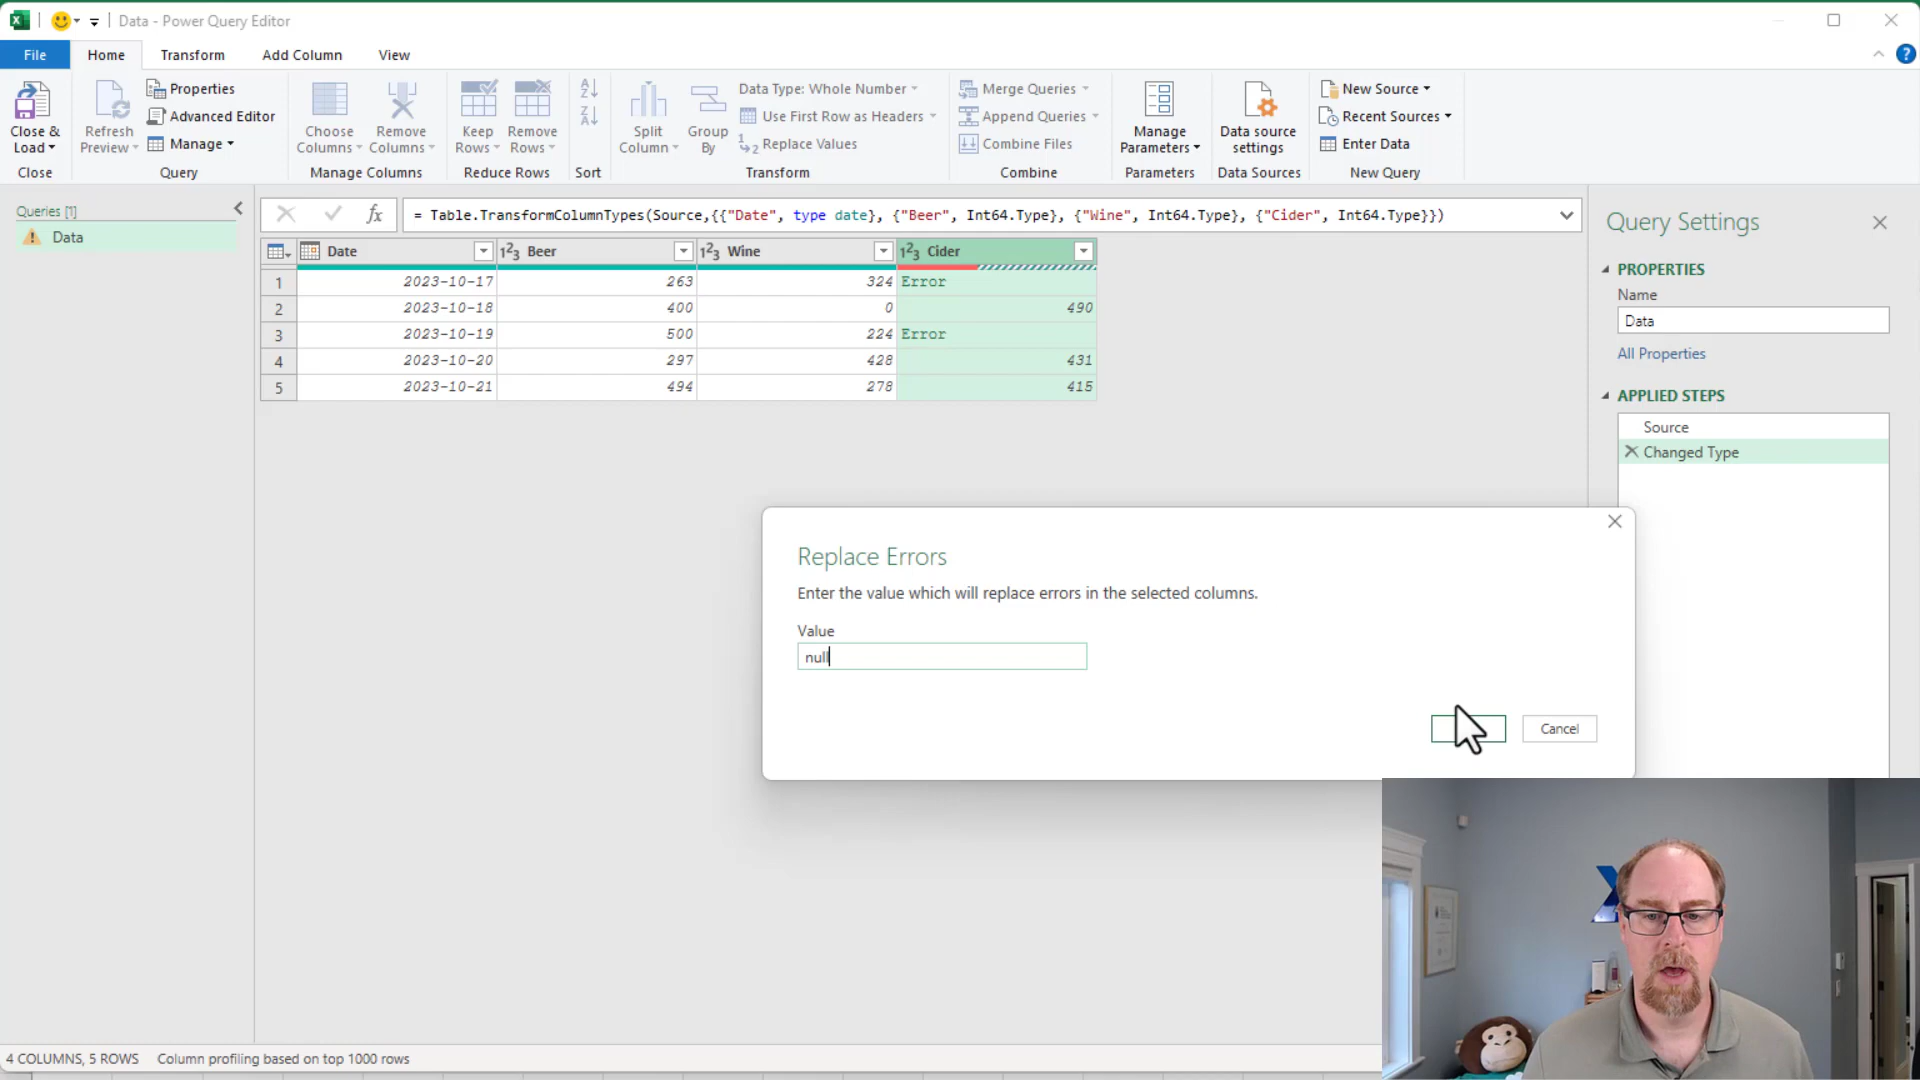 Data - Power Query Editor
File
Home
Transform
Add Column
View
?
Close & Load
Refresh Preview
Properties
Advanced Editor
Manage
Choose Columns
Remove Columns
Keep Rows
Remove Rows
A
Z
Z
A
Split Column
Group By
Data Type: Whole Number
Use First Row as Headers
1 2 Replace Values
Merge Queries
Append Queries
Combine Files
Manage Parameters
Data source settings
New Source
Recent Sources
Enter Data
Close
Query
Manage Columns
Reduce Rows
Sort
Transform
Combine
Parameters
Data Sources
New Query
Queries [1]
Data
fx
= Table.TransformColumnTypes(Source,{{"Date", type date}, {"Beer", Int64.Type}, {"Wine", Int64.Type}, {"Cider", Int64.Type}})
Date 123 Beer 123 Wine 123 Cider
1 2023-10-17 263 324 Error
2 2023-10-18 400 0 490
3 2023-10-19 500 224 Error
4 2023-10-20 297 428 431
5 2023-10-21 494 278 415
Query Settings
PROPERTIES
Name
Data
All Properties
APPLIED STEPS
Source
Changed Type
Replace Errors
Enter the value which will replace errors in the selected columns.
Value
null
Cancel
4 COLUMNS, 5 ROWS
Column profiling based on top 1000 rows